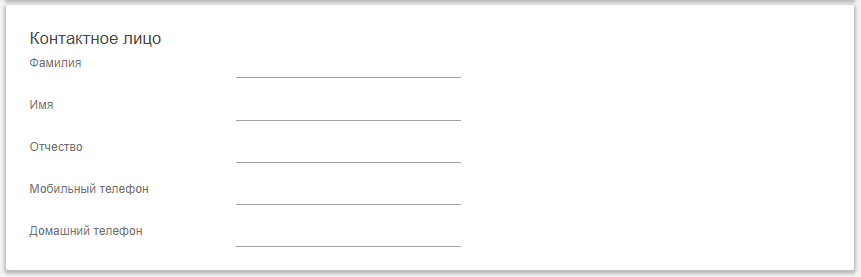 Контактное лицо
Фамилия
Имя
Отчество
Мобильный телефон
Домашний телефон